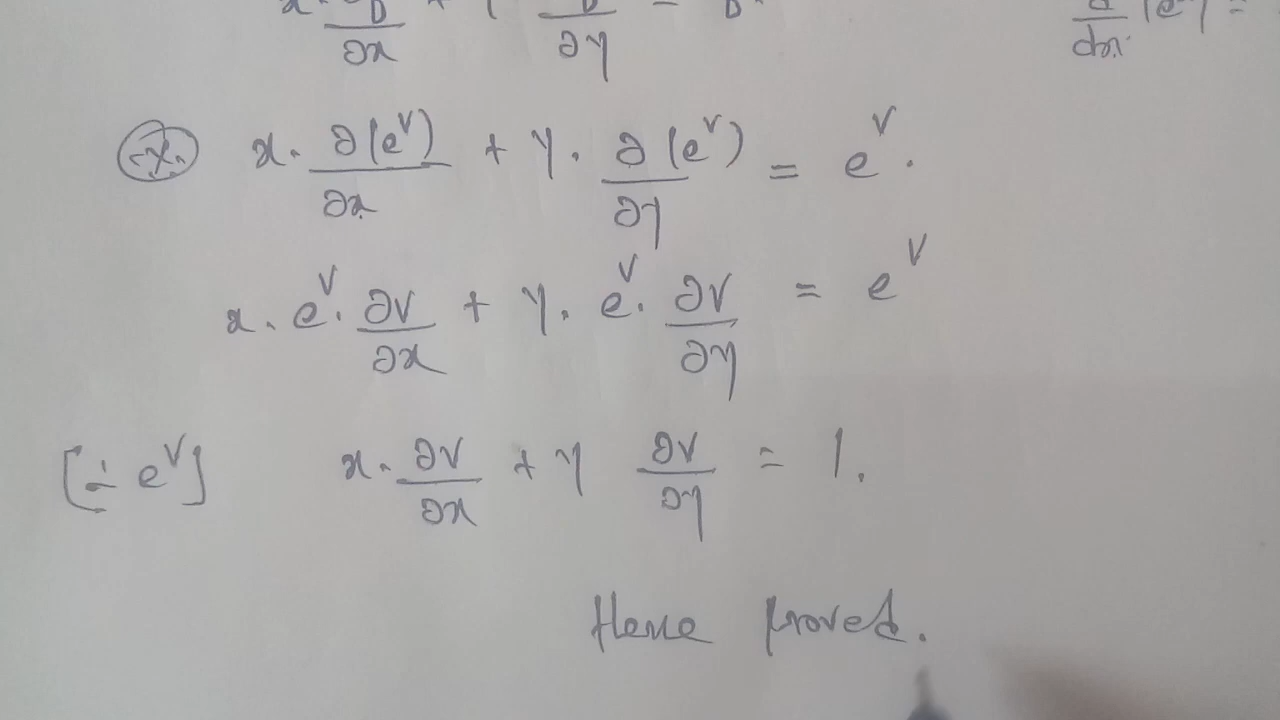 x. ∂(e^v)/∂x + y. ∂(e^v)/∂y = e^v.
x. e^v. ∂v/∂x + y. e^v. ∂v/∂y = e^v
[÷ e^v] x. ∂v/∂x + y ∂v/∂y = 1.
Hence proved.